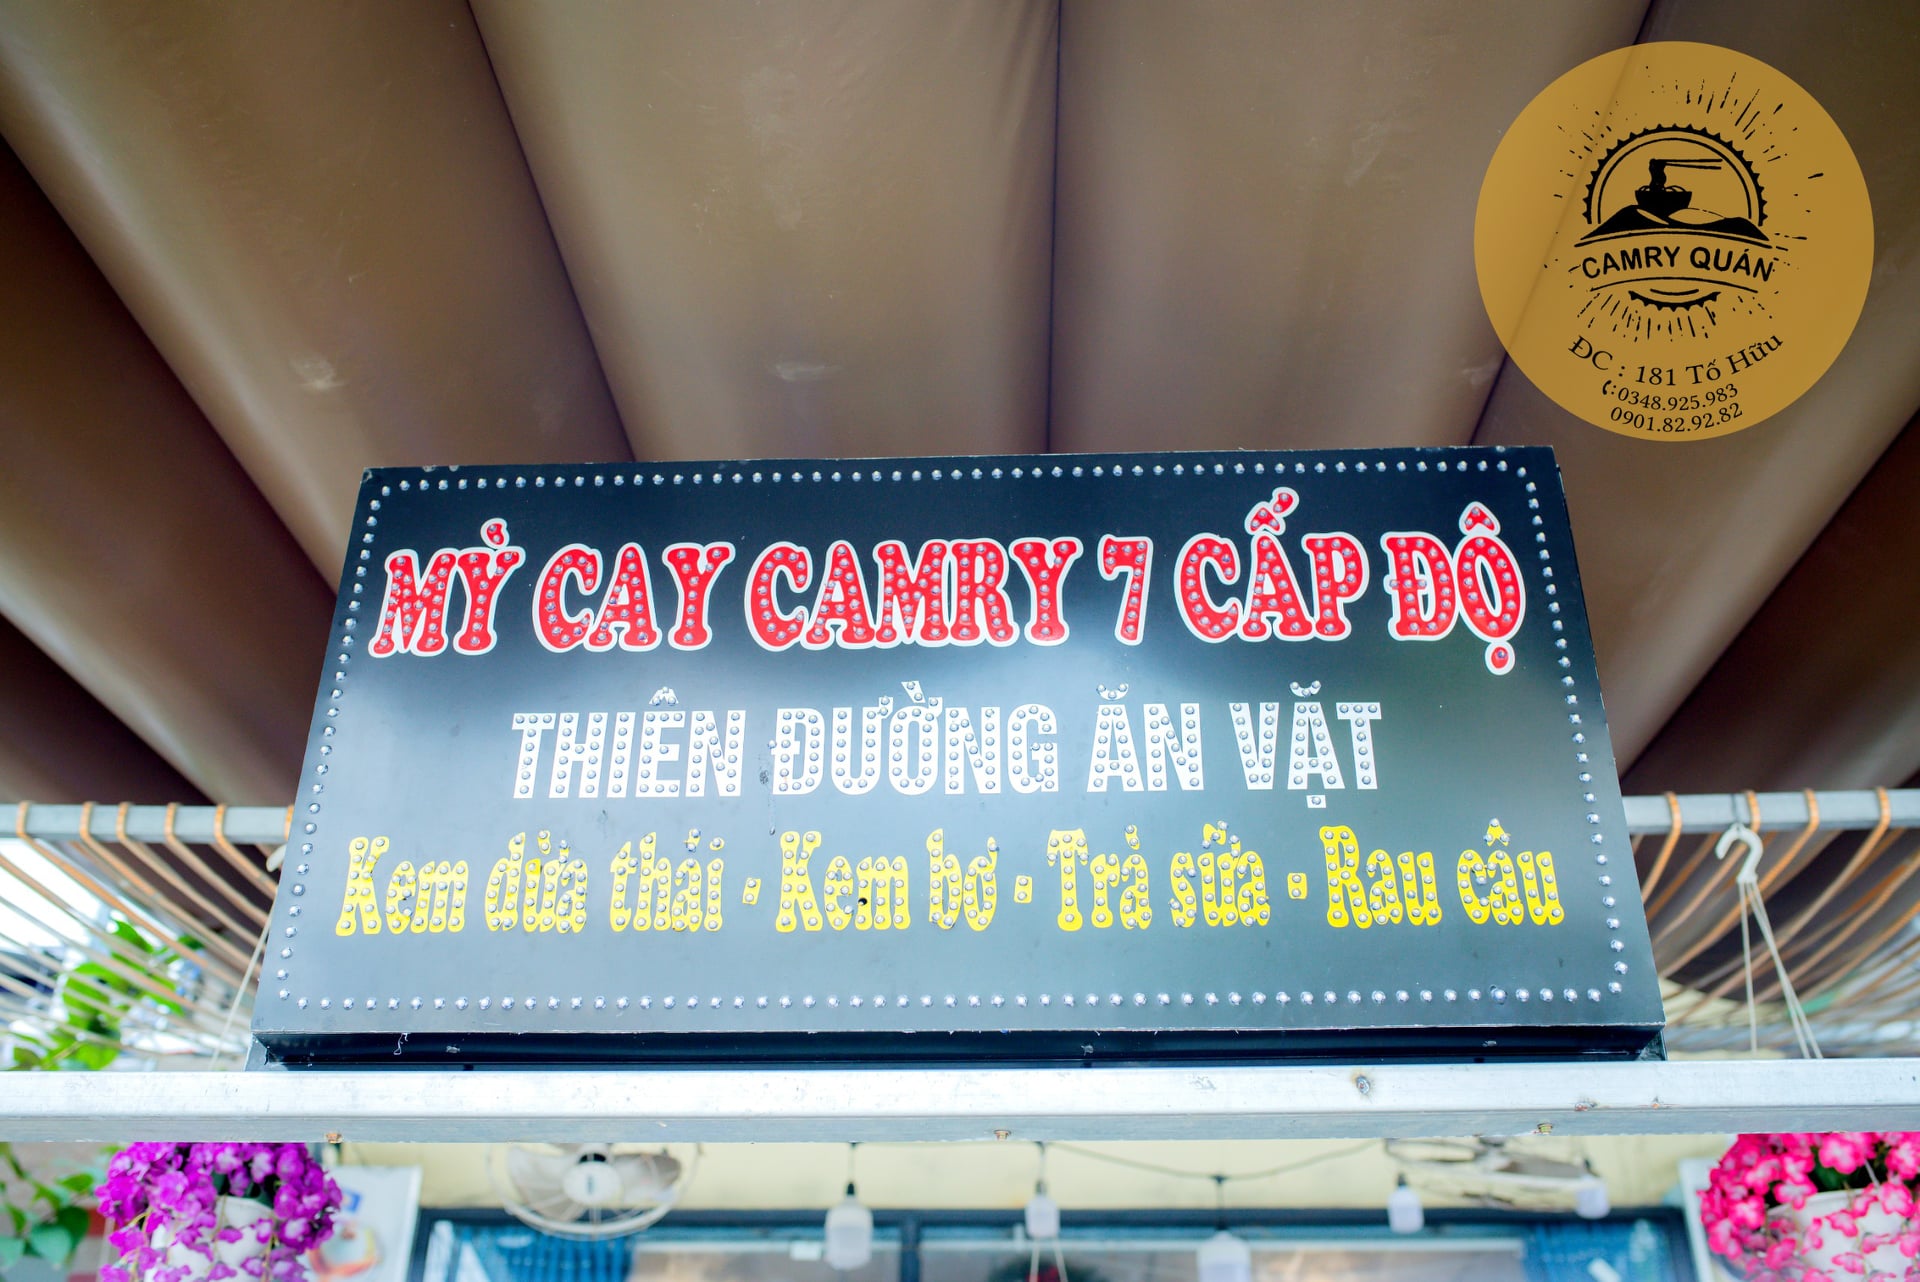 CAMRY QUÁN
ĐC : 181 Tố Hữu
0348.925.983
0901.82.92.82
MỲ CAY CAMRY 7 CẤP ĐỘ
THIÊN ĐƯỜNG ĂN VẶT
Kem dừa thái - Kem bơ - Trà sữa - Rau câu